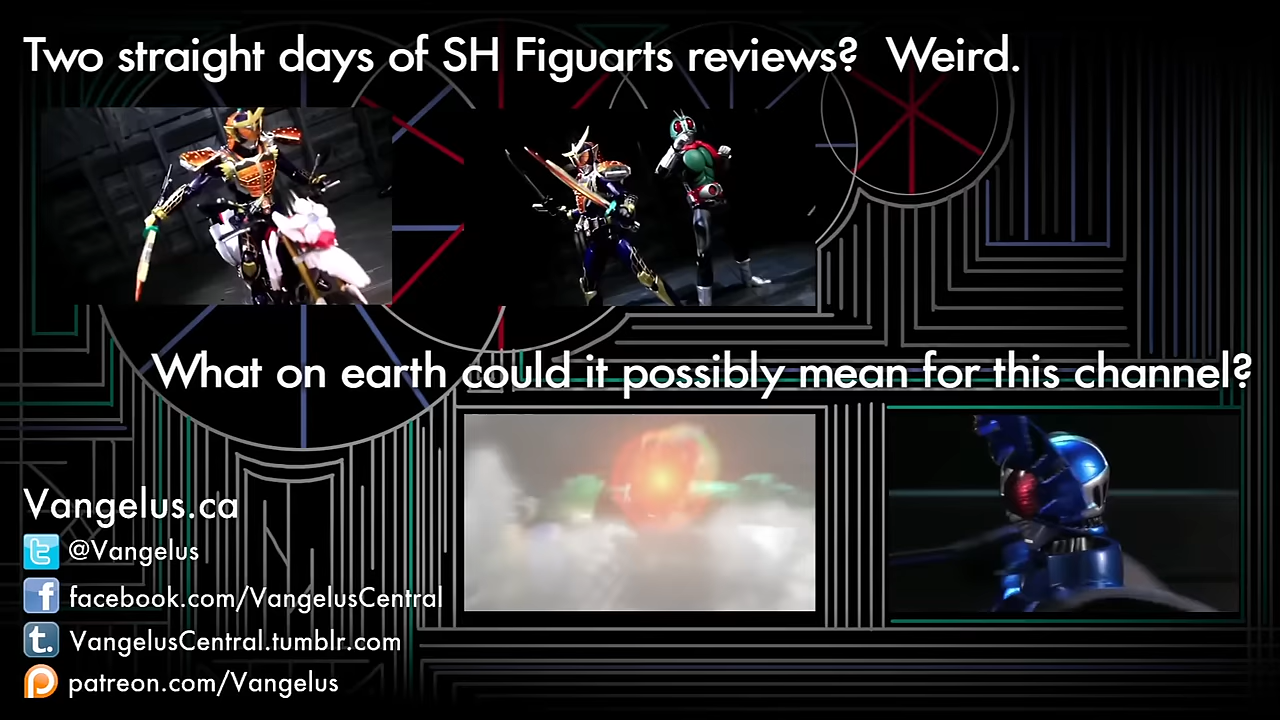 Two straight days of SH Figuarts reviews? Weird.
What on earth could it possibly mean for this channel?
Vangelus.ca
@Vangelus
facebook.com/VangelusCentral
VangelusCentral.tumblr.com
patreon.com/Vangelus